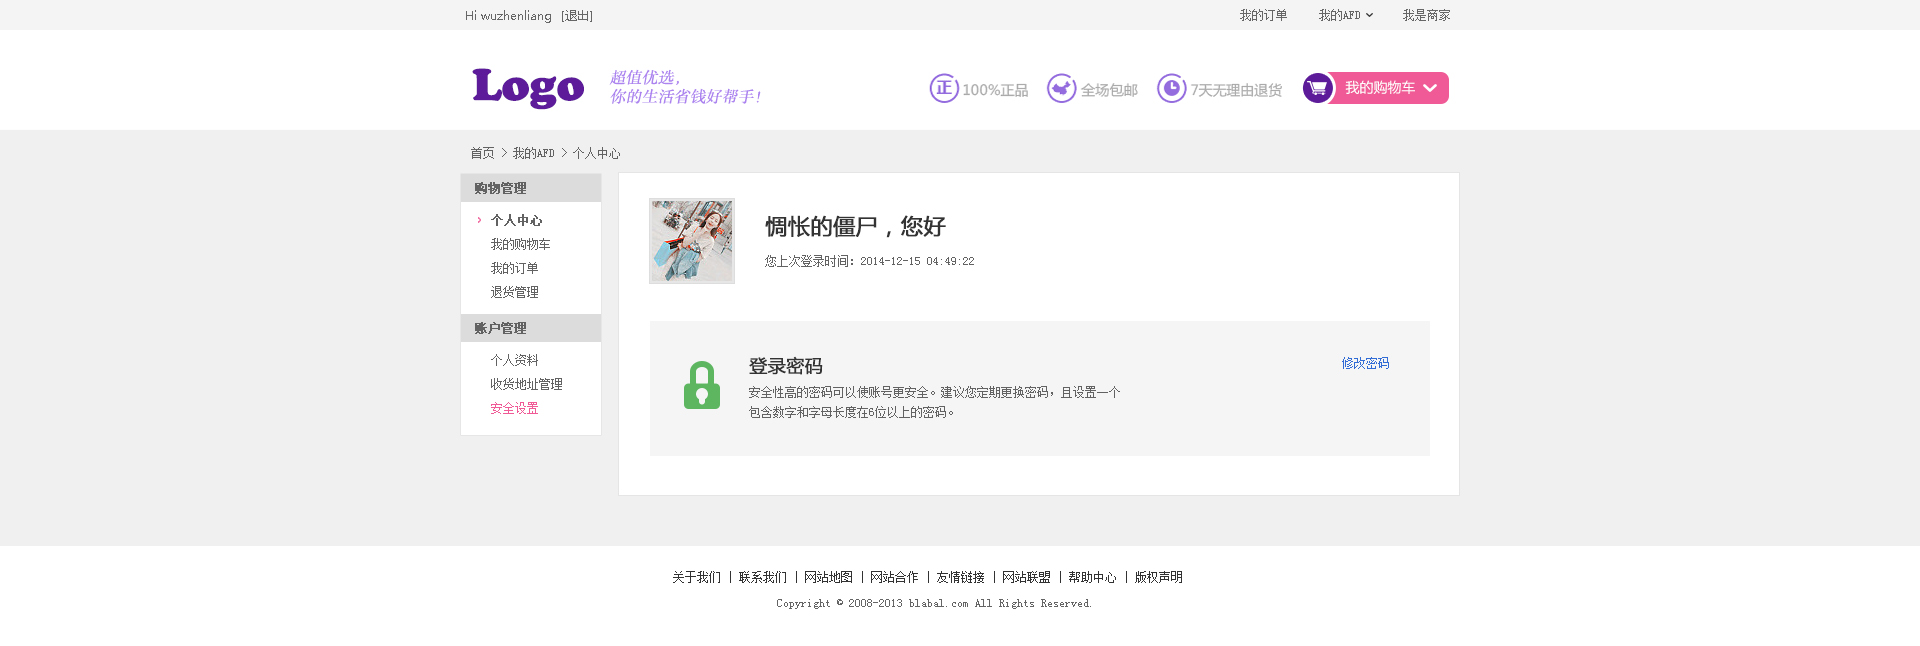 Hi wuzhenliang [退出]
我的订单 我的AFD 我是商家
Logo
超值优选，
你的生活省钱好帮手！
正 100%正品 全场包邮 7天无理由退货 我的购物车
首页 > 我的AFD > 个人中心
购物管理
个人中心
我的购物车
我的订单
退货管理
账户管理
个人资料
收货地址管理
安全设置
惆怅的僵尸，您好
您上次登录时间：2014-12-15 04:49:22
登录密码
修改密码
安全性高的密码可以使账号更安全。建议您定期更换密码，且设置一个
包含数字和字母长度在6位以上的密码。
关于我们 | 联系我们 | 网站地图 | 网站合作 | 友情链接 | 网站联盟 | 帮助中心 | 版权声明
Copyright © 2008-2013 blabal.com All Rights Reserved.